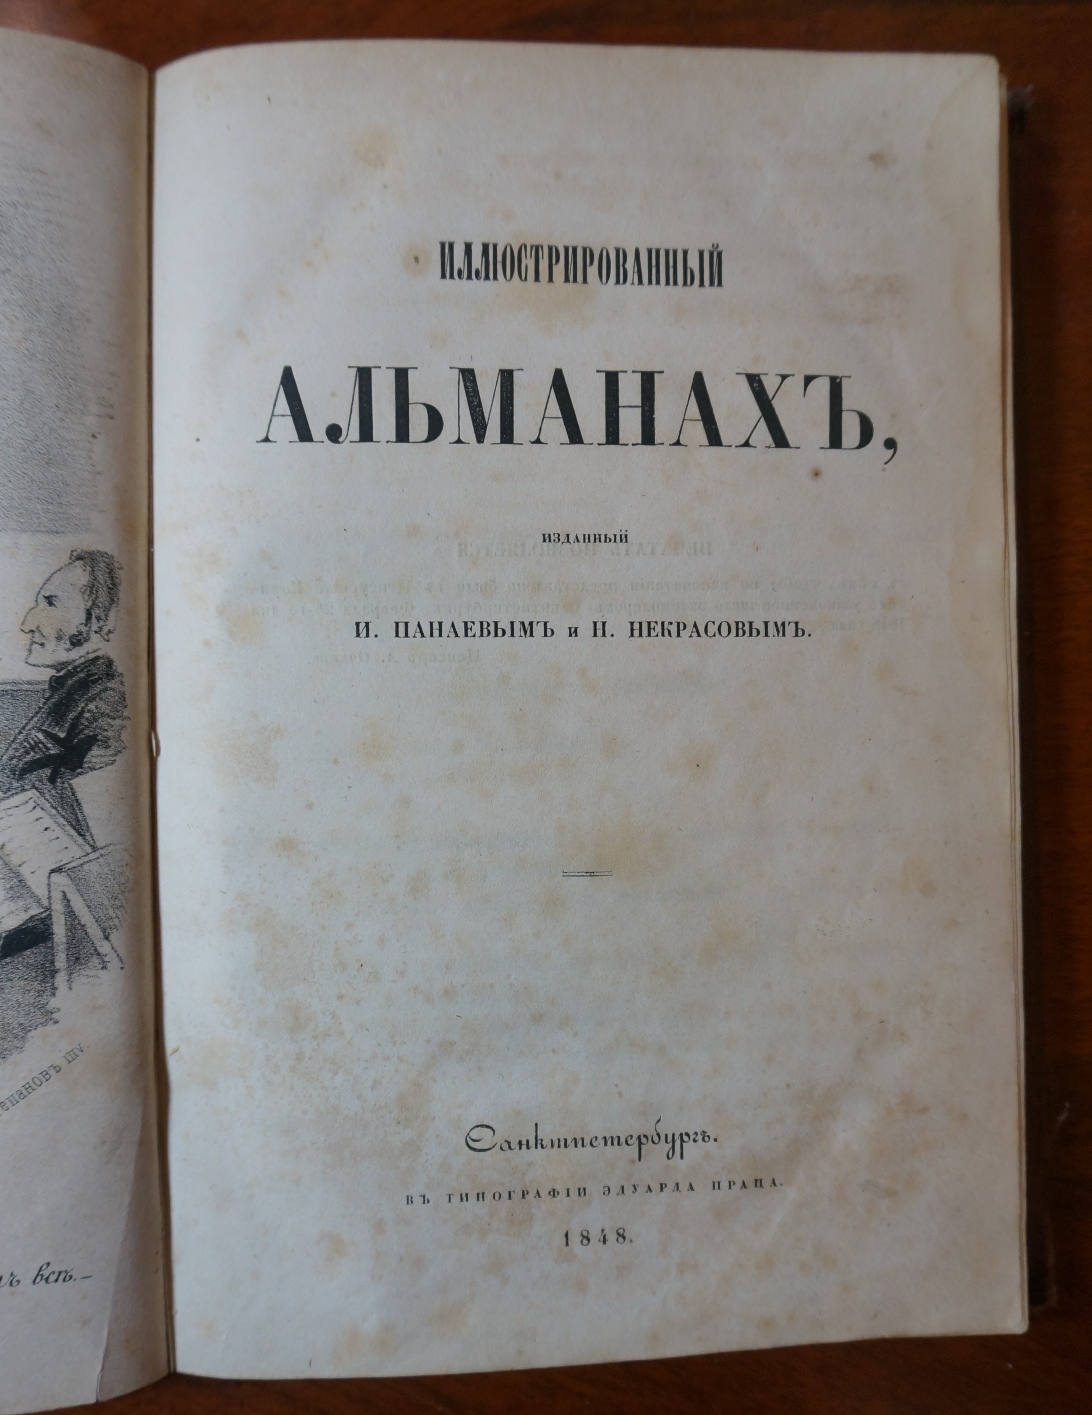 ИЛЛЮСТРИРОВАННЫЙ
АЛЬМАНАХЪ,
ИЗДАННЫЙ
И. ПАНАЕВЫМЪ и Н. НЕКРАСОВЫМЪ.
Санктпетербургъ.
ВЪ ТИПОГРАФІИ ЭДУАРДА ПРАЦА.
1848.